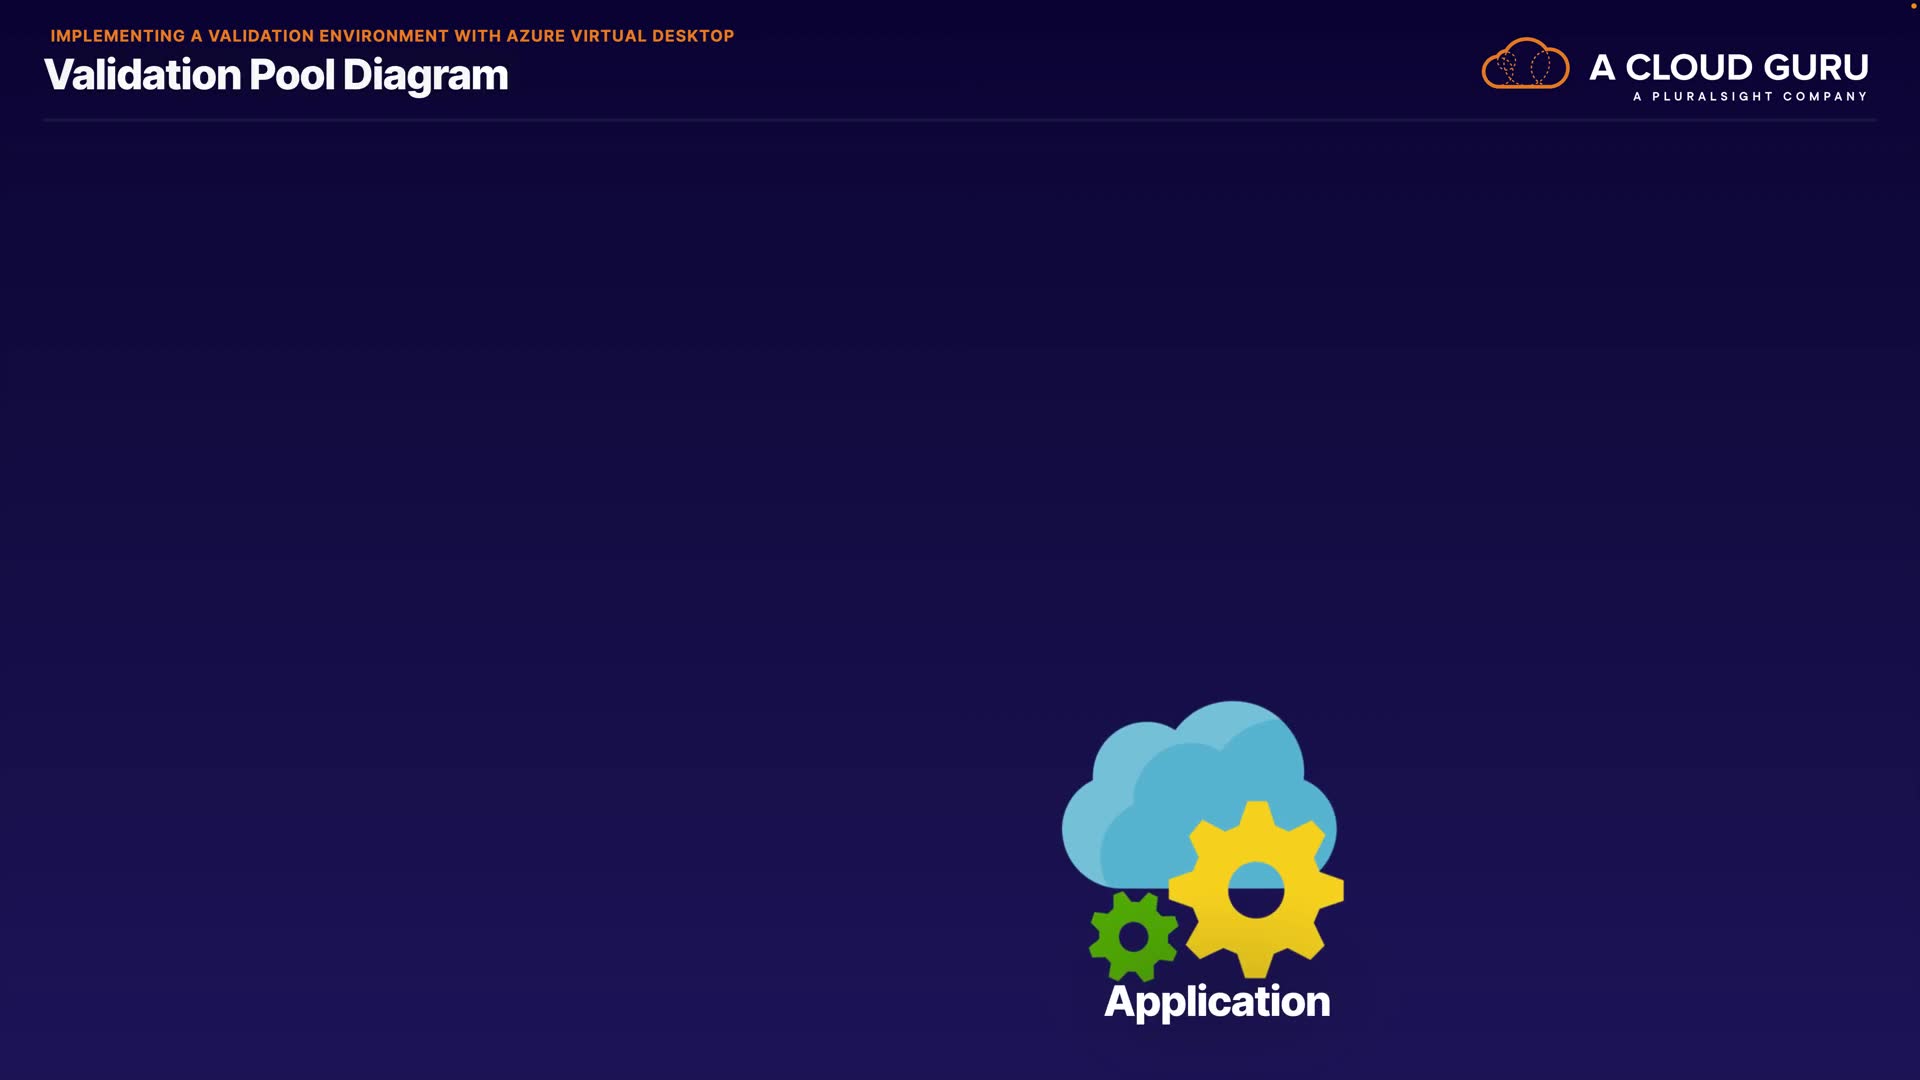 IMPLEMENTING A VALIDATION ENVIRONMENT WITH AZURE VIRTUAL DESKTOP
Validation Pool Diagram
A CLOUD GURU
A PLURALSIGHT COMPANY
Application